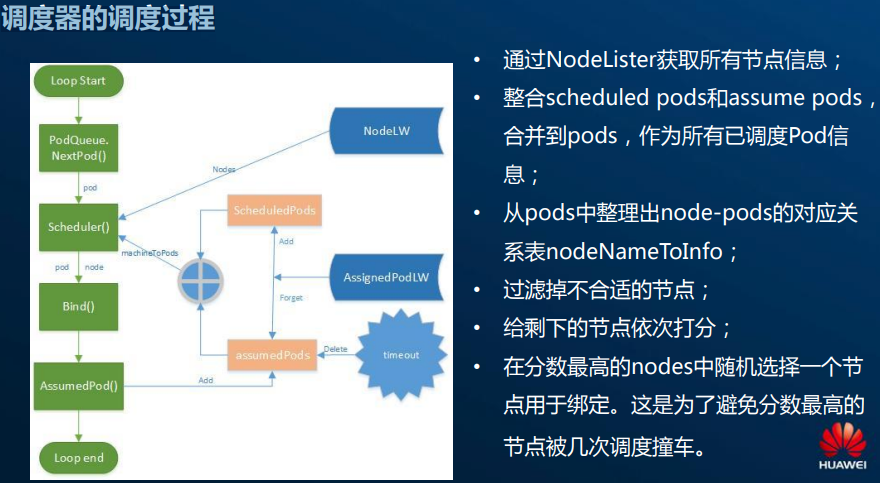 调度器的调度过程
Loop Start
PodQueue.
NextPod()
pod
Scheduler()
pod node
Bind()
AssumedPod()
Loop end
NodeLW
Nodes
ScheduledPods
Add
machineToPods
AssignedPodLW
Forget
assumedPods
Delete
timeout
Add
• 通过NodeLister获取所有节点信息；
• 整合scheduled pods和assume pods，
合并到pods，作为所有已调度Pod信
息；
• 从pods中整理出node-pods的对应关
系表nodeNameToInfo；
• 过滤掉不合适的节点；
• 给剩下的节点依次打分；
• 在分数最高的nodes中随机选择一个节
点用于绑定。这是为了避免分数最高的
节点被几次调度撞车。
HUAWEI